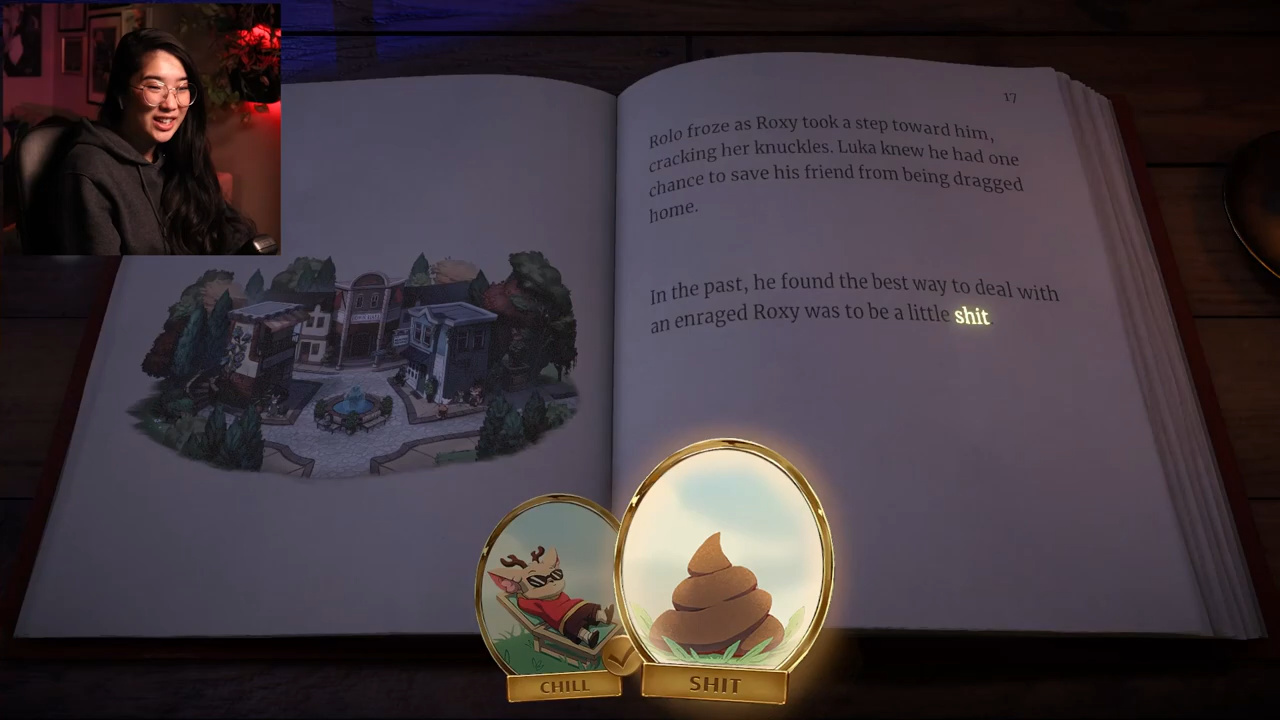 17
Rolo froze as Roxy took a step toward him,
cracking her knuckles. Luka knew he had one
chance to save his friend from being dragged
home.
In the past, he found the best way to deal with
an enraged Roxy was to be a little shit
CHILL
SHIT